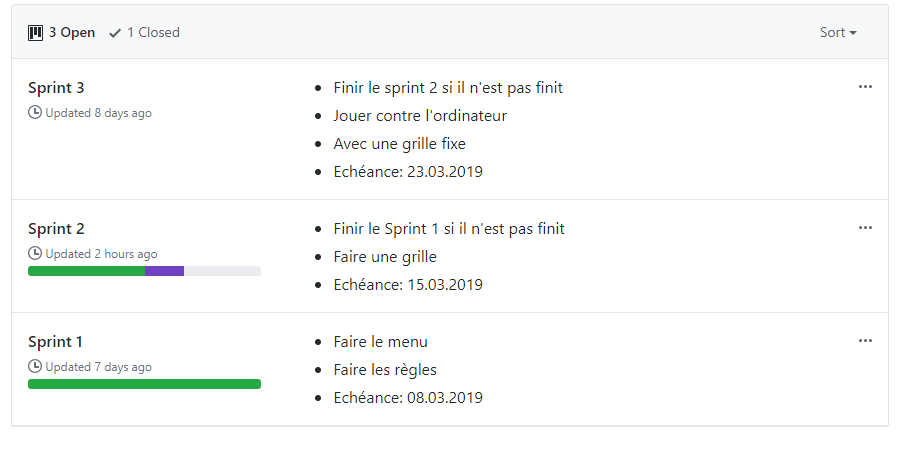 3 Open 1 Closed Sort
Sprint 3
Updated 8 days ago
Finir le sprint 2 si il n'est pas finit
Jouer contre l'ordinateur
Avec une grille fixe
Echéance: 23.03.2019
Sprint 2
Updated 2 hours ago
Finir le Sprint 1 si il n'est pas finit
Faire une grille
Echéance: 15.03.2019
Sprint 1
Updated 7 days ago
Faire le menu
Faire les règles
Echéance: 08.03.2019